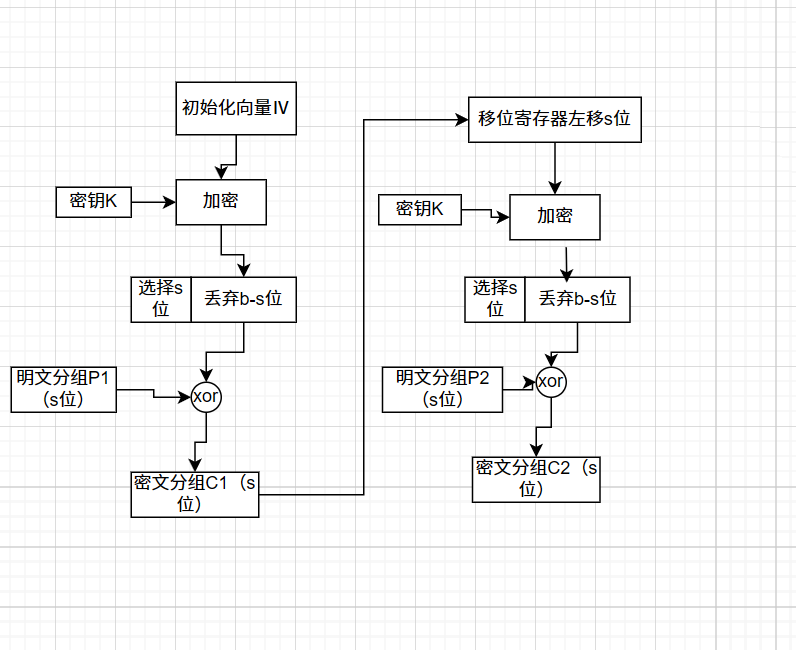 初始化向量IV
密钥K
加密
选择s
位
丢弃b-s位
明文分组P1
（s位）
xor
密文分组C1（s
位）
移位寄存器左移s位
密钥K
加密
选择s
位
丢弃b-s位
明文分组P2
（s位）
xor
密文分组C2（s
位）